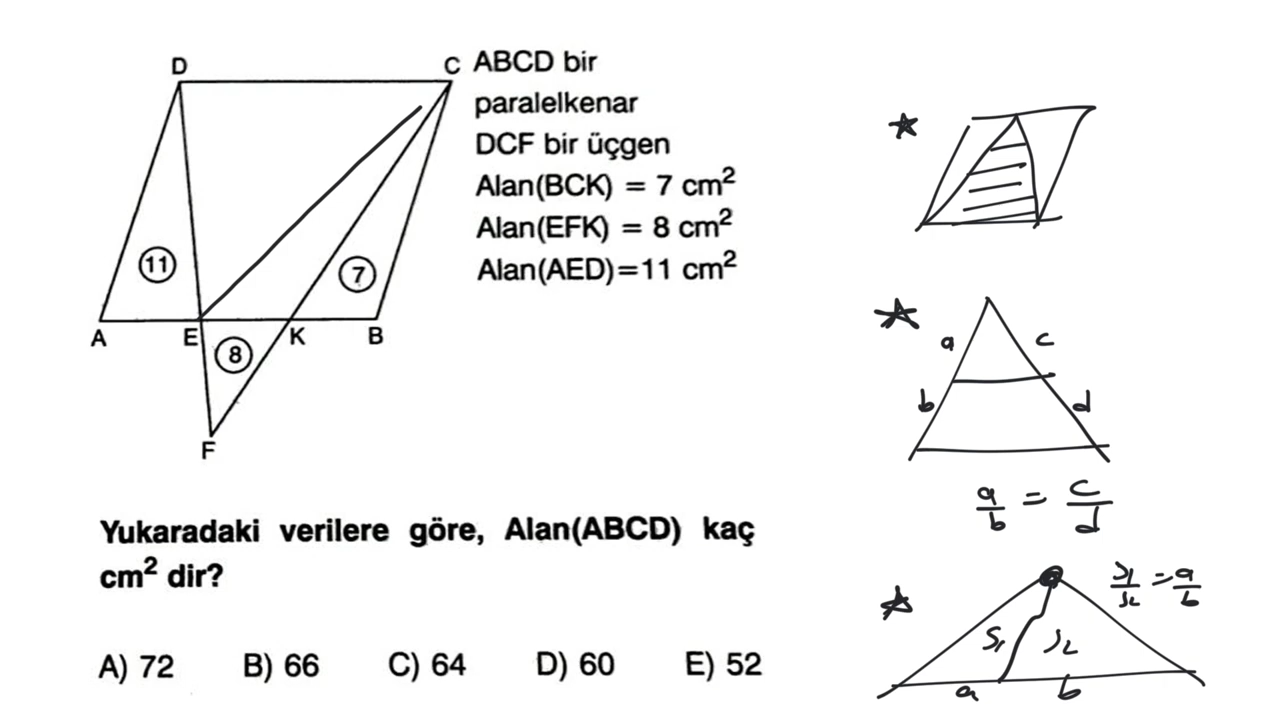 D
C
ABCD bir
paralelkenar
DCF bir üçgen
Alan(BCK) = 7 cm²
Alan(EFK) = 8 cm²
Alan(AED)=11 cm²
11
7
A
E
K
B
8
F
Yukaradaki verilere göre, Alan(ABCD) kaç
cm² dir?
A) 72 B) 66 C) 64 D) 60 E) 52
a c
b d
a/b = c/d
S₁/S₂ = a/b
S₁ S₂
a b